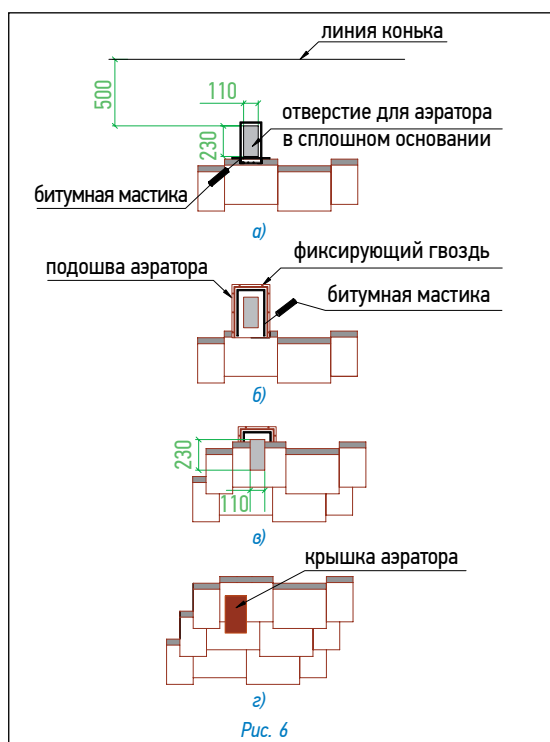 линия конька
500
110
отверстие для аэратора
в сплошном основании
230
битумная мастика
а)
фиксирующий гвоздь
подошва аэратора
битумная мастика
б)
230
110
в)
крышка аэратора
г)
Рис. 6